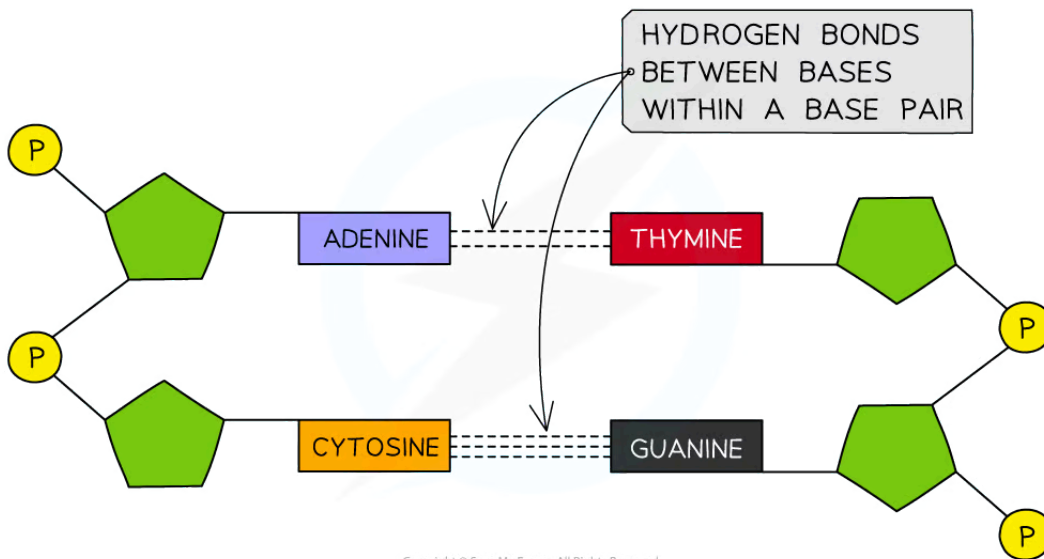 HYDROGEN BONDS
BETWEEN BASES
WITHIN A BASE PAIR
P
ADENINE
THYMINE
P
P
CYTOSINE
GUANINE
P